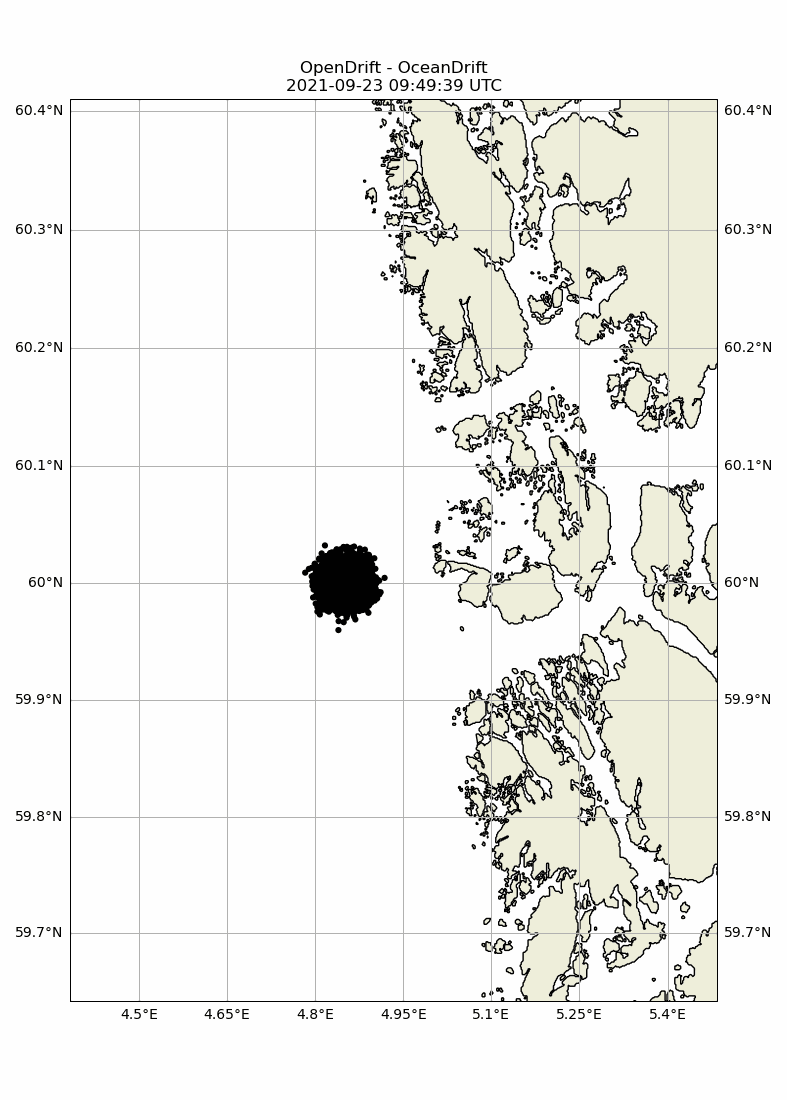 OpenDrift - OceanDrift
2021-09-23 09:49:39 UTC
60.4°N 60.4°N
60.3°N 60.3°N
60.2°N 60.2°N
60.1°N 60.1°N
60°N 60°N
59.9°N 59.9°N
59.8°N 59.8°N
59.7°N 59.7°N
4.5°E 4.65°E 4.8°E 4.95°E 5.1°E 5.25°E 5.4°E